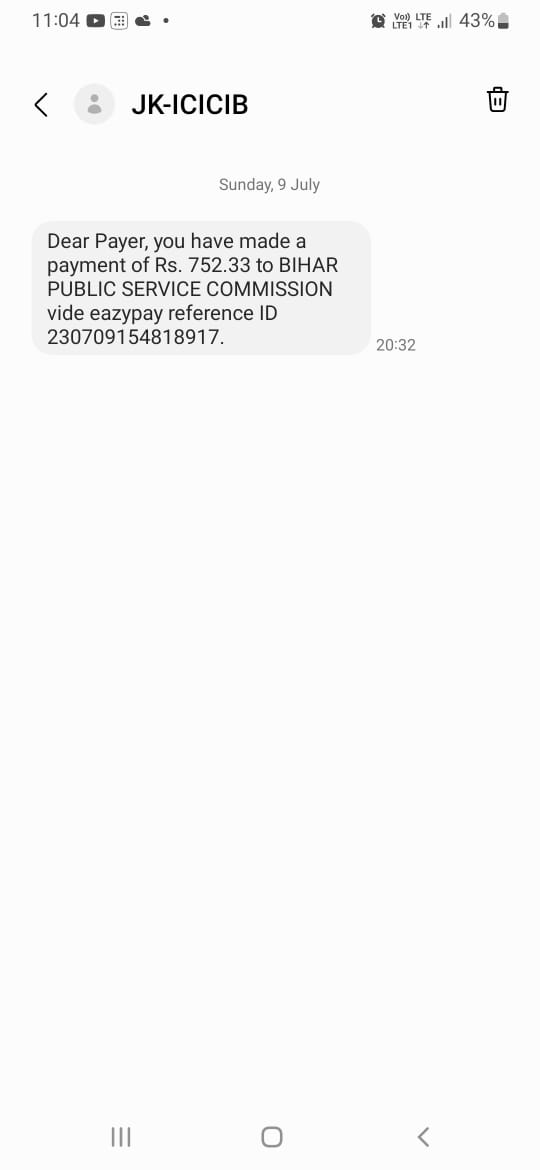 11:04
Vo)) LTE
LTE1
43%
JK-ICICIB
Sunday, 9 July
Dear Payer, you have made a
payment of Rs. 752.33 to BIHAR
PUBLIC SERVICE COMMISSION
vide eazypay reference ID
230709154818917.
20:32